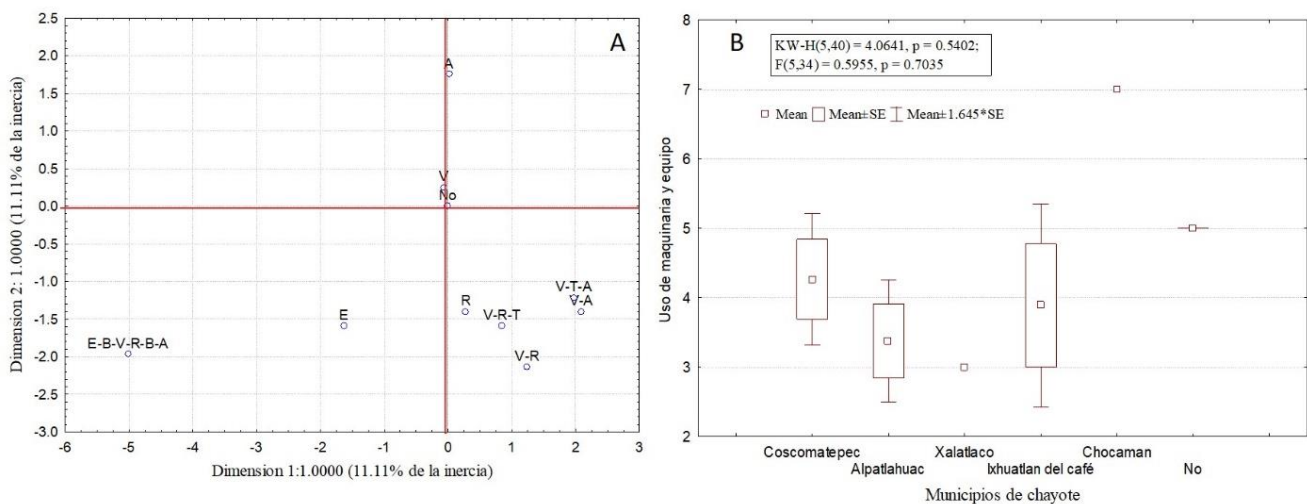 A
2.5
2.0
1.5
1.0
0.5
0.0
-0.5
-1.0
-1.5
-2.0
-2.5
-3.0
Dimension 2: 1.0000 (11.11% de la inercia)
A
V
No
V-T-A
V-A
R
V-R-T
E
V-R
E-B-V-R-B-A
-6 -5 -4 -3 -2 -1 0 1 2 3
Dimension 1:1.0000 (11.11% de la inercia)
B
KW-H(5,40) = 4.0641, p = 0.5402;
F(5,34) = 0.5955, p = 0.7035
Mean Mean±SE Mean±1.645*SE
8
7
6
5
4
3
2
Uso de maquinaria y equipo
Coscomatepec Xalatlaco Chocaman
Alpatlahuac Ixhuatlan del café No
Municipios de chayote